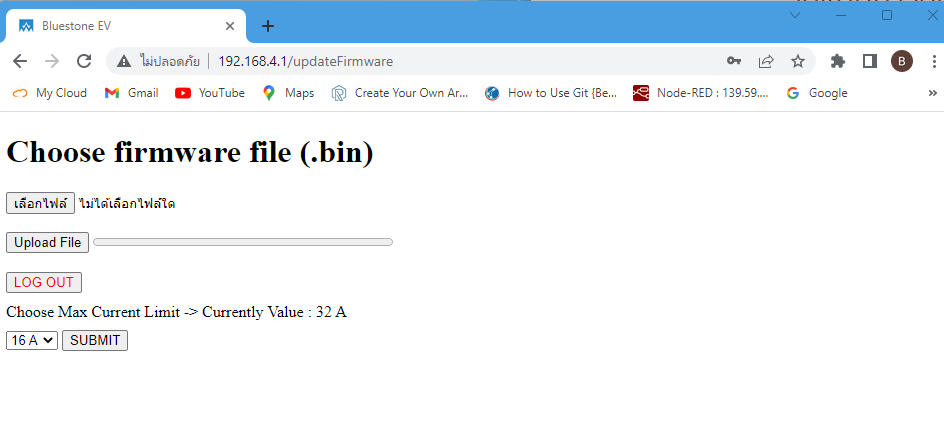 Bluestone EV
ไม่ปลอดภัย 192.168.4.1/updateFirmware B
My Cloud Gmail YouTube Maps Create Your Own Ar... How to Use Git {Be... Node-RED : 139.59.... Google
Choose firmware file (.bin)
เลือกไฟล์ ไม่ได้เลือกไฟล์ใด
Upload File
LOG OUT
Choose Max Current Limit -> Currently Value : 32 A
16 A SUBMIT